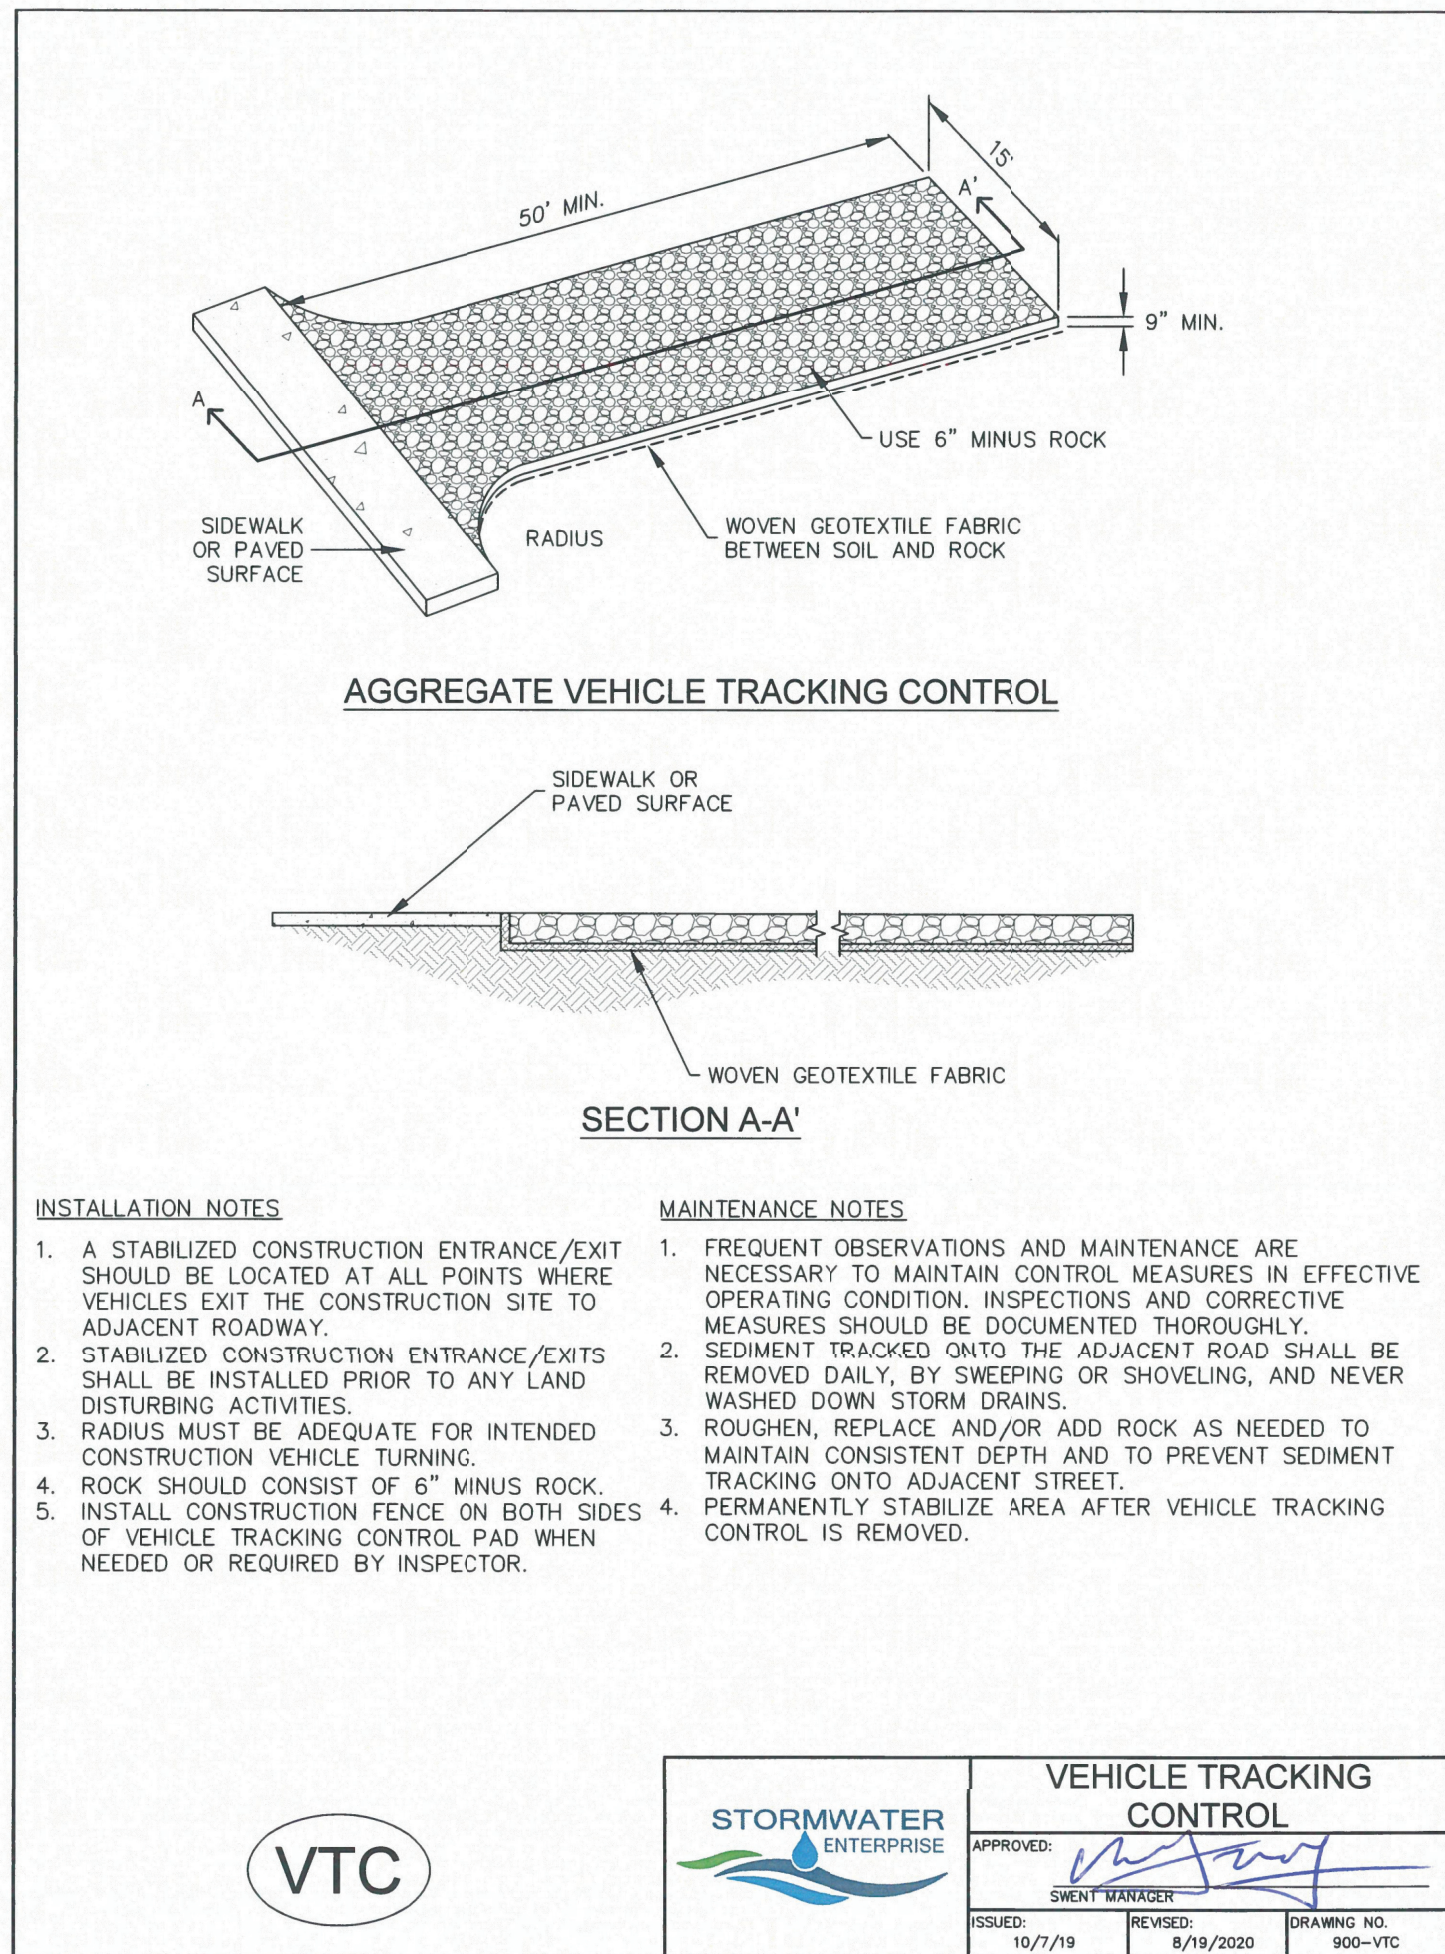 50' MIN.
15'
A'
9" MIN.
A
USE 6" MINUS ROCK
SIDEWALK
OR PAVED
SURFACE
RADIUS
WOVEN GEOTEXTILE FABRIC
BETWEEN SOIL AND ROCK
AGGREGATE VEHICLE TRACKING CONTROL
SIDEWALK OR
PAVED SURFACE
WOVEN GEOTEXTILE FABRIC
SECTION A-A'
INSTALLATION NOTES
1. A STABILIZED CONSTRUCTION ENTRANCE/EXIT
SHOULD BE LOCATED AT ALL POINTS WHERE
VEHICLES EXIT THE CONSTRUCTION SITE TO
ADJACENT ROADWAY.
2. STABILIZED CONSTRUCTION ENTRANCE/EXITS
SHALL BE INSTALLED PRIOR TO ANY LAND
DISTURBING ACTIVITIES.
3. RADIUS MUST BE ADEQUATE FOR INTENDED
CONSTRUCTION VEHICLE TURNING.
4. ROCK SHOULD CONSIST OF 6" MINUS ROCK.
5. INSTALL CONSTRUCTION FENCE ON BOTH SIDES
OF VEHICLE TRACKING CONTROL PAD WHEN
NEEDED OR REQUIRED BY INSPECTOR.
MAINTENANCE NOTES
1. FREQUENT OBSERVATIONS AND MAINTENANCE ARE
NECESSARY TO MAINTAIN CONTROL MEASURES IN EFFECTIVE
OPERATING CONDITION. INSPECTIONS AND CORRECTIVE
MEASURES SHOULD BE DOCUMENTED THOROUGHLY.
2. SEDIMENT TRACKED ONTO THE ADJACENT ROAD SHALL BE
REMOVED DAILY, BY SWEEPING OR SHOVELING, AND NEVER
WASHED DOWN STORM DRAINS.
3. ROUGHEN, REPLACE AND/OR ADD ROCK AS NEEDED TO
MAINTAIN CONSISTENT DEPTH AND TO PREVENT SEDIMENT
TRACKING ONTO ADJACENT STREET.
4. PERMANENTLY STABILIZE AREA AFTER VEHICLE TRACKING
CONTROL IS REMOVED.
VTC
STORMWATER
ENTERPRISE
VEHICLE TRACKING
CONTROL
APPROVED:
SWENT MANAGER
ISSUED:
10/7/19
REVISED:
8/19/2020
DRAWING NO.
900-VTC